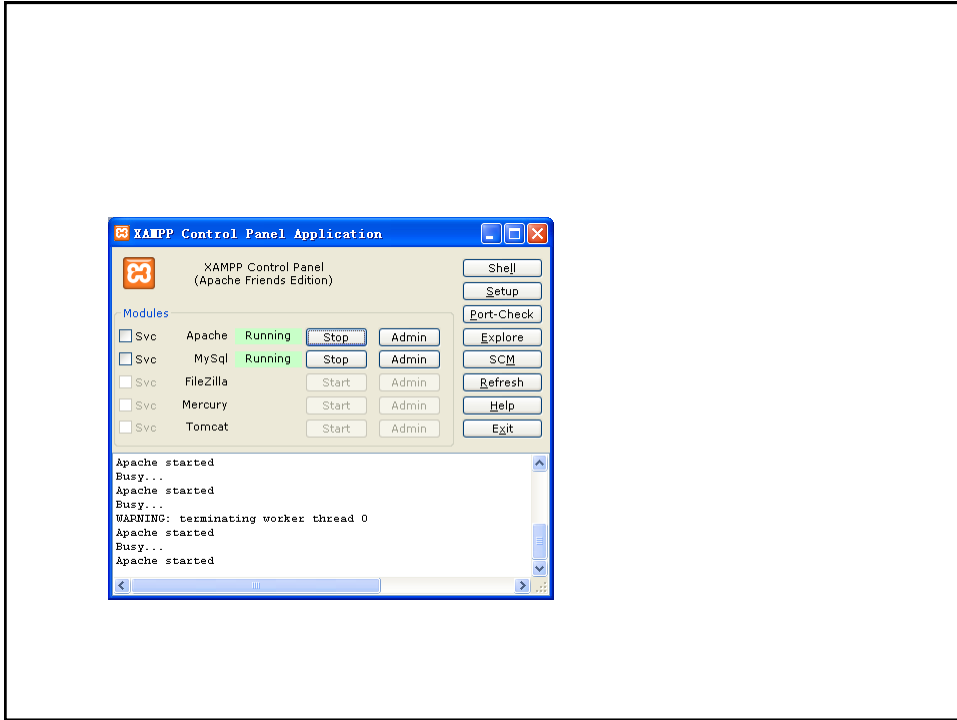 XAMPP Control Panel Application
XAMPP Control Panel
(Apache Friends Edition)
Modules
Svc Apache Running Stop Admin
Svc MySql Running Stop Admin
Svc FileZilla Start Admin
Svc Mercury Start Admin
Svc Tomcat Start Admin
Shell
Setup
Port-Check
Explore
SCM
Refresh
Help
Exit
Apache started
Busy...
Apache started
Busy...
WARNING: terminating worker thread 0
Apache started
Busy...
Apache started